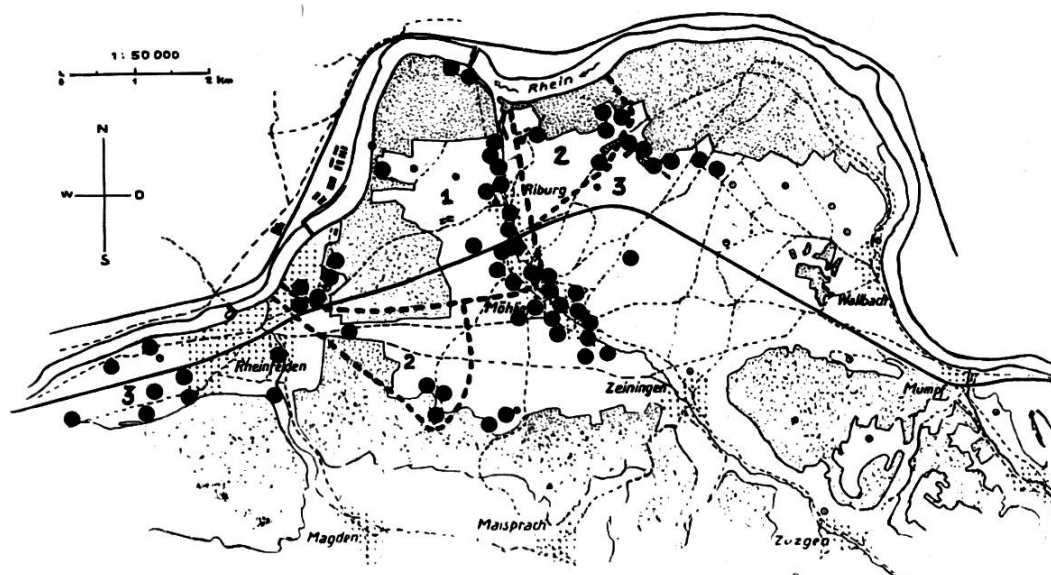 1:50 000
0 1 2 km
N
W O
S
Rhein
1
2
3
Riburg
Möhlin
Wallbach
2
3
Rheinfelden
Zeiningen
Mumpf
Magden
Maisprach
Zuzgen